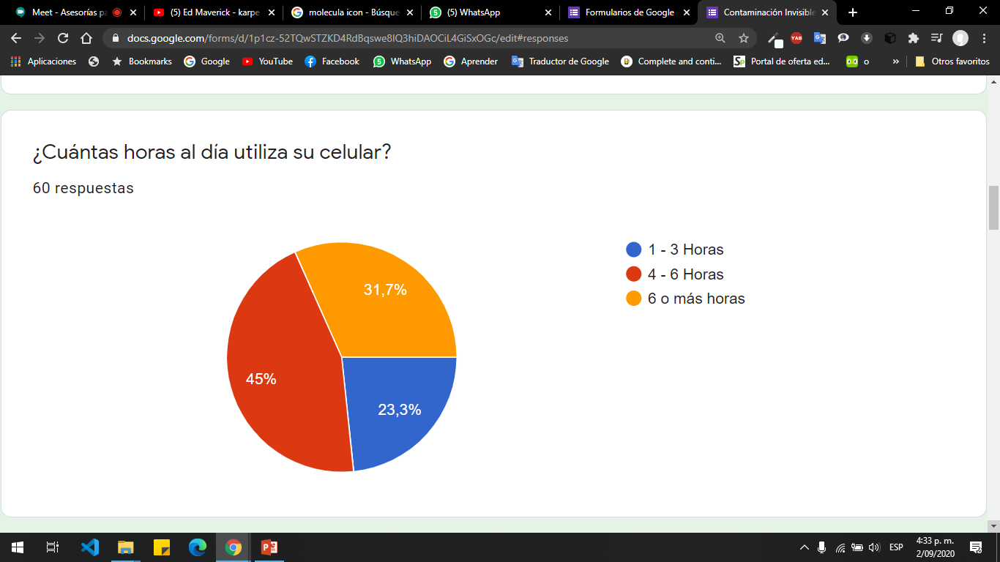 Meet - Asesorías pa
(5) Ed Maverick - karpe
molecula icon - Búsque
(5) WhatsApp
Formularios de Google
Contaminación Invisible
docs.google.com/forms/d/1p1cz-52TQwSTZKD4RdBqswe8IQ3hiDAOCiL4GiSxOGc/edit#responses
YAB
Aplicaciones
Bookmarks
Google
YouTube
Facebook
WhatsApp
Aprender
Traductor de Google
Complete and conti...
Portal de oferta ed...
o
»
Otros favoritos
¿Cuántas horas al día utiliza su celular?
60 respuestas
31,7%
45%
23,3%
1 - 3 Horas
4 - 6 Horas
6 o más horas
ESP
4:33 p. m.
2/09/2020